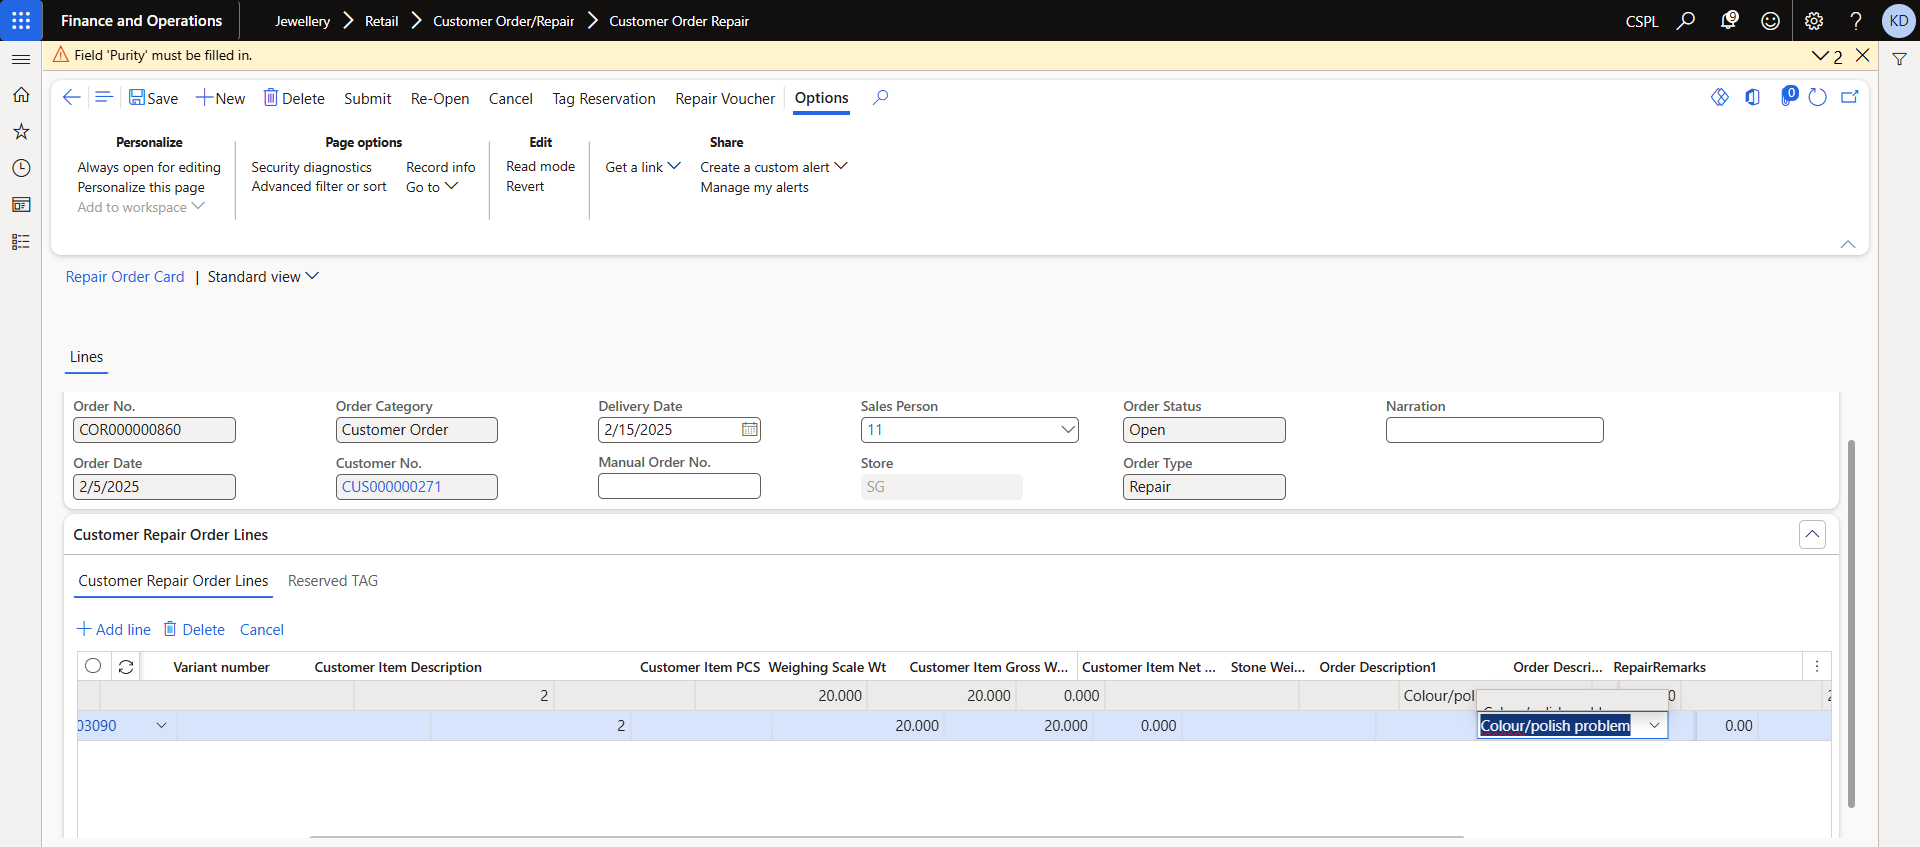 Finance and Operations
Jewellery
Retail
Customer Order/Repair
Customer Order Repair
CSPL
9
KD
Field 'Purity' must be filled in.
2
Save
New
Delete
Submit
Re-Open
Cancel
Tag Reservation
Repair Voucher
Options
0
Personalize
Page options
Edit
Share
Always open for editing
Personalize this page
Add to workspace
Security diagnostics
Advanced filter or sort
Record info
Go to
Read mode
Revert
Get a link
Create a custom alert
Manage my alerts
Repair Order Card | Standard view
Lines
Order No.
COR000000860
Order Category
Customer Order
Delivery Date
2/15/2025
Sales Person
11
Order Status
Open
Narration
Order Date
2/5/2025
Customer No.
CUS000000271
Manual Order No.
Store
SG
Order Type
Repair
Customer Repair Order Lines
Customer Repair Order Lines
Reserved TAG
Add line
Delete
Cancel
Variant number
Customer Item Description
Customer Item PCS
Weighing Scale Wt
Customer Item Gross W...
Customer Item Net ...
Stone Wei...
Order Description1
Order Descri...
RepairRemarks
2
20.000
20.000
0.000
Colour/pol
0
03090
2
20.000
20.000
0.000
Colour/polish problem
0.00